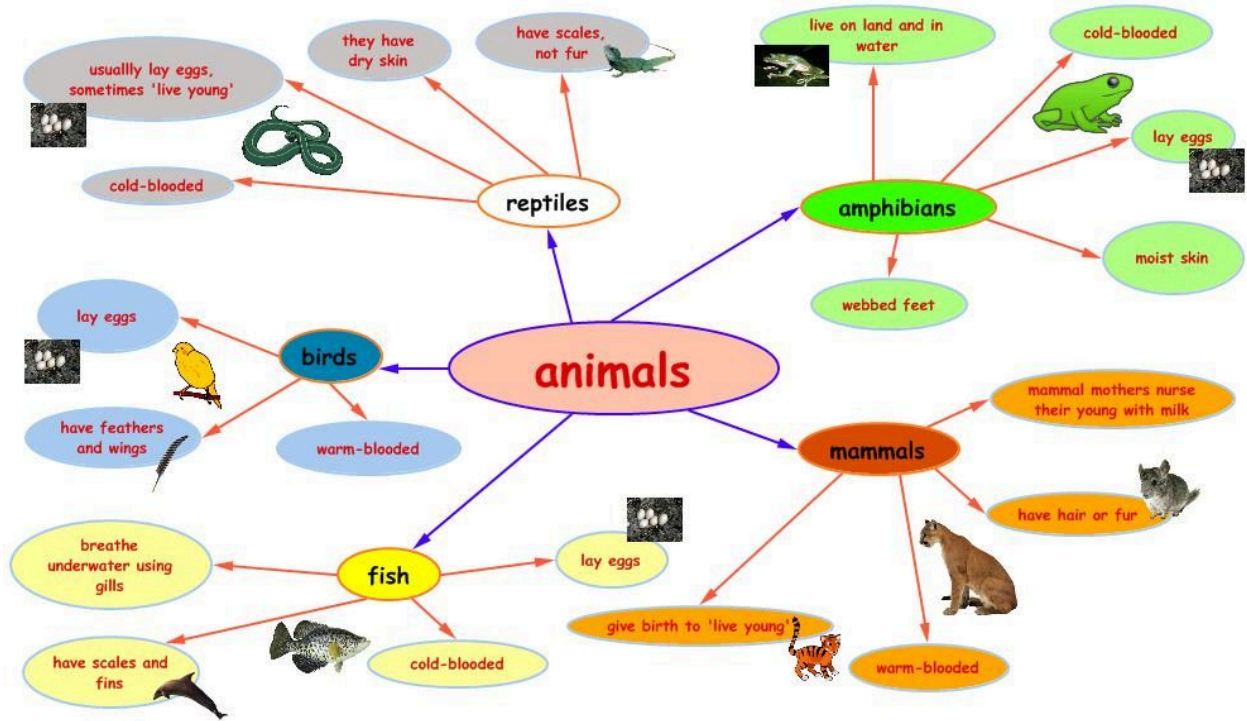 animals
reptiles
usuallly lay eggs,
sometimes 'live young'
they have
dry skin
have scales,
not fur
cold-blooded
amphibians
live on land and in
water
cold-blooded
lay eggs
moist skin
webbed feet
birds
lay eggs
have feathers
and wings
warm-blooded
mammals
mammal mothers nurse
their young with milk
have hair or fur
give birth to 'live young'
warm-blooded
fish
breathe
underwater using
gills
lay eggs
have scales and
fins
cold-blooded